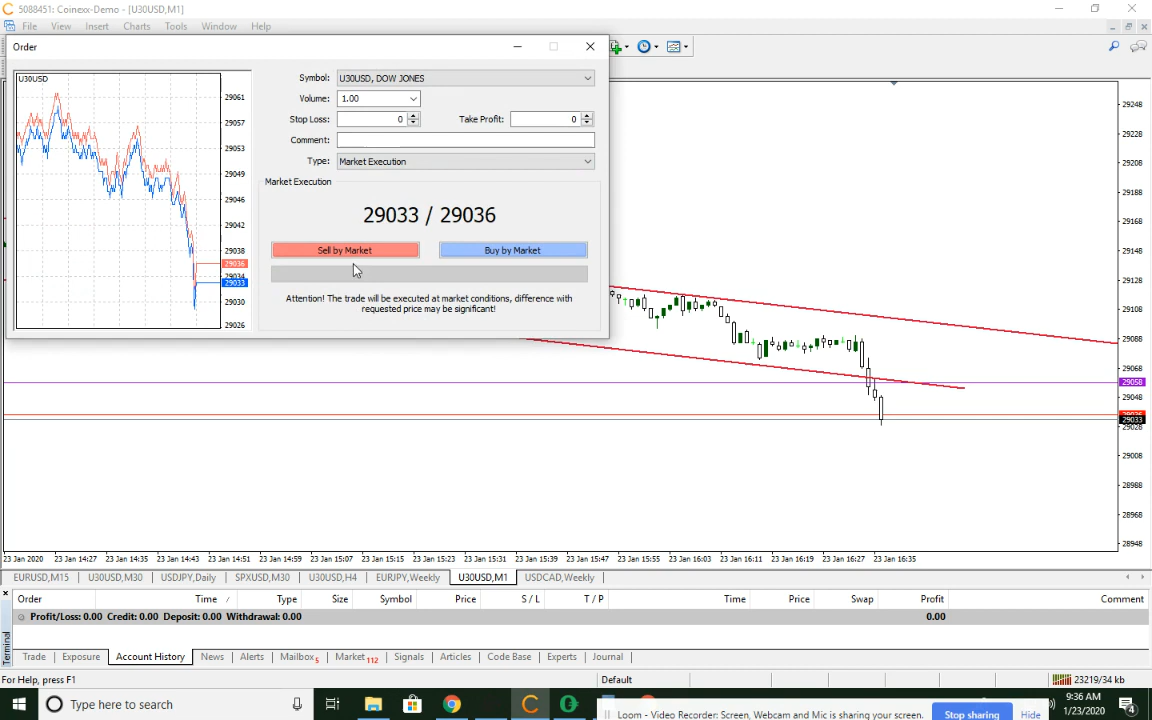 5088451: Coinexx-Demo - [U30USD,M1]
File View Insert Charts Tools Window Help
Order
U30USD
29061
29057
29053
29049
29046
29042
29038
29036
29034
29033
29030
29026
Symbol: U30USD, DOW JONES
Volume: 1.00
Stop Loss: 0 Take Profit: 0
Comment:
Type: Market Execution
Market Execution
29033 / 29036
Sell by Market Buy by Market
Attention! The trade will be executed at market conditions, difference with
requested price may be significant!
29248
29228
29208
29188
29168
29148
29128
29108
29088
29068
29058
29048
29033
29028
29008
28988
28968
28948
23 Jan 2020 23 Jan 14:27 23 Jan 14:35 23 Jan 14:43 23 Jan 14:51 23 Jan 14:59 23 Jan 15:07 23 Jan 15:15 23 Jan 15:23 23 Jan 15:31 23 Jan 15:39 23 Jan 15:47 23 Jan 15:55 23 Jan 16:03 23 Jan 16:11 23 Jan 16:19 23 Jan 16:27 23 Jan 16:35
EURUSD,M15 U30USD,M30 USDJPY,Daily SPXUSD,M30 U30USD,H4 EURJPY,Weekly U30USD,M1 USDCAD,Weekly
Order Time / Type Size Symbol Price S / L T / P Time Price Swap Profit Comment
Profit/Loss: 0.00 Credit: 0.00 Deposit: 0.00 Withdrawal: 0.00 0.00
Terminal
Trade Exposure Account History News Alerts Mailbox 5 Market 112 Signals Articles Code Base Experts Journal
For Help, press F1 Default 23219/34 kb
Type here to search
Loom - Video Recorder: Screen, Webcam and Mic is sharing your screen. Stop sharing Hide
9:36 AM
1/23/2020
4